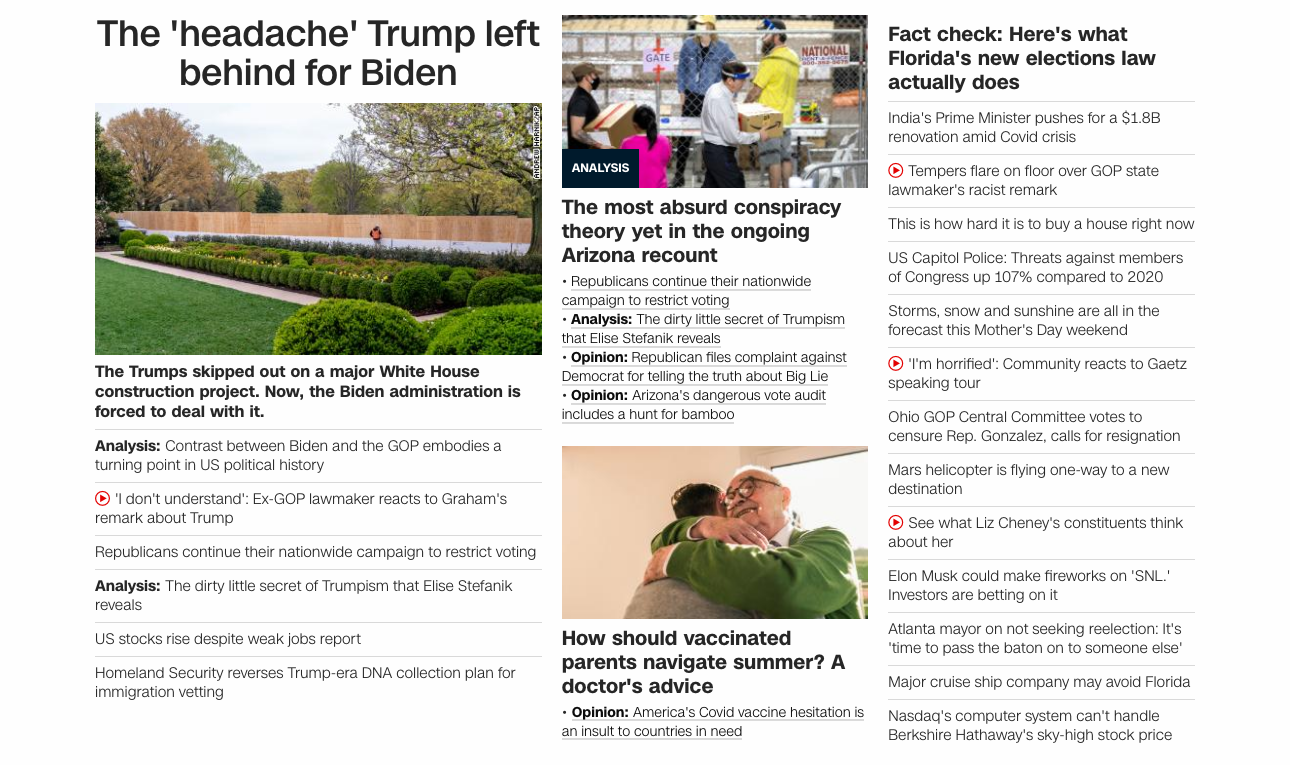 The 'headache' Trump left
behind for Biden
ANDREW HARNIK/AP
The Trumps skipped out on a major White House
construction project. Now, the Biden administration is
forced to deal with it.
Analysis: Contrast between Biden and the GOP embodies a
turning point in US political history
'I don't understand': Ex-GOP lawmaker reacts to Graham's
remark about Trump
Republicans continue their nationwide campaign to restrict voting
Analysis: The dirty little secret of Trumpism that Elise Stefanik
reveals
US stocks rise despite weak jobs report
Homeland Security reverses Trump-era DNA collection plan for
immigration vetting
GATE
NATIONAL
RENT-A-FENCE
ANALYSIS
The most absurd conspiracy
theory yet in the ongoing
Arizona recount
• Republicans continue their nationwide
campaign to restrict voting
• Analysis: The dirty little secret of Trumpism
that Elise Stefanik reveals
• Opinion: Republican files complaint against
Democrat for telling the truth about Big Lie
• Opinion: Arizona's dangerous vote audit
includes a hunt for bamboo
How should vaccinated
parents navigate summer? A
doctor's advice
• Opinion: America's Covid vaccine hesitation is
an insult to countries in need
Fact check: Here's what
Florida's new elections law
actually does
India's Prime Minister pushes for a $1.8B
renovation amid Covid crisis
Tempers flare on floor over GOP state
lawmaker's racist remark
This is how hard it is to buy a house right now
US Capitol Police: Threats against members
of Congress up 107% compared to 2020
Storms, snow and sunshine are all in the
forecast this Mother's Day weekend
'I'm horrified': Community reacts to Gaetz
speaking tour
Ohio GOP Central Committee votes to
censure Rep. Gonzalez, calls for resignation
Mars helicopter is flying one-way to a new
destination
See what Liz Cheney's constituents think
about her
Elon Musk could make fireworks on 'SNL.'
Investors are betting on it
Atlanta mayor on not seeking reelection: It's
'time to pass the baton on to someone else'
Major cruise ship company may avoid Florida
Nasdaq's computer system can't handle
Berkshire Hathaway's sky-high stock price